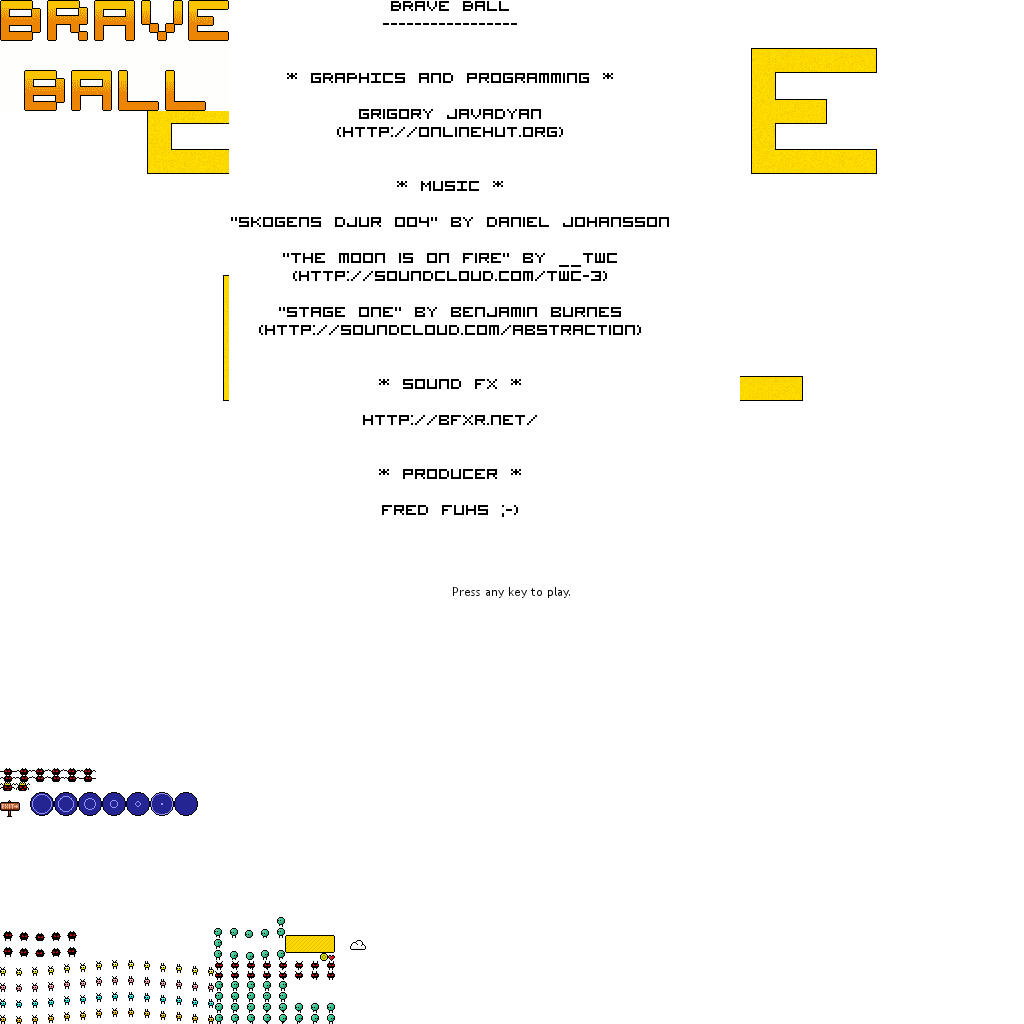 BRAVE
BALL
BRAVE BALL
-----------------
* GRAPHICS AND PROGRAMMING *
GRIGORY JAVADYAN
(HTTP://ONLINEHUT.ORG)
* MUSIC *
"SKOGENS DJUR 004" BY DANIEL JOHANSSON
"THE MOON IS ON FIRE" BY __TWC
(HTTP://SOUNDCLOUD.COM/TWC-3)
"STAGE ONE" BY BENJAMIN BURNES
(HTTP://SOUNDCLOUD.COM/ABSTRACTION)
* SOUND FX *
HTTP://BFXR.NET/
* PRODUCER *
FRED FUHS ;-)
Press any key to play.